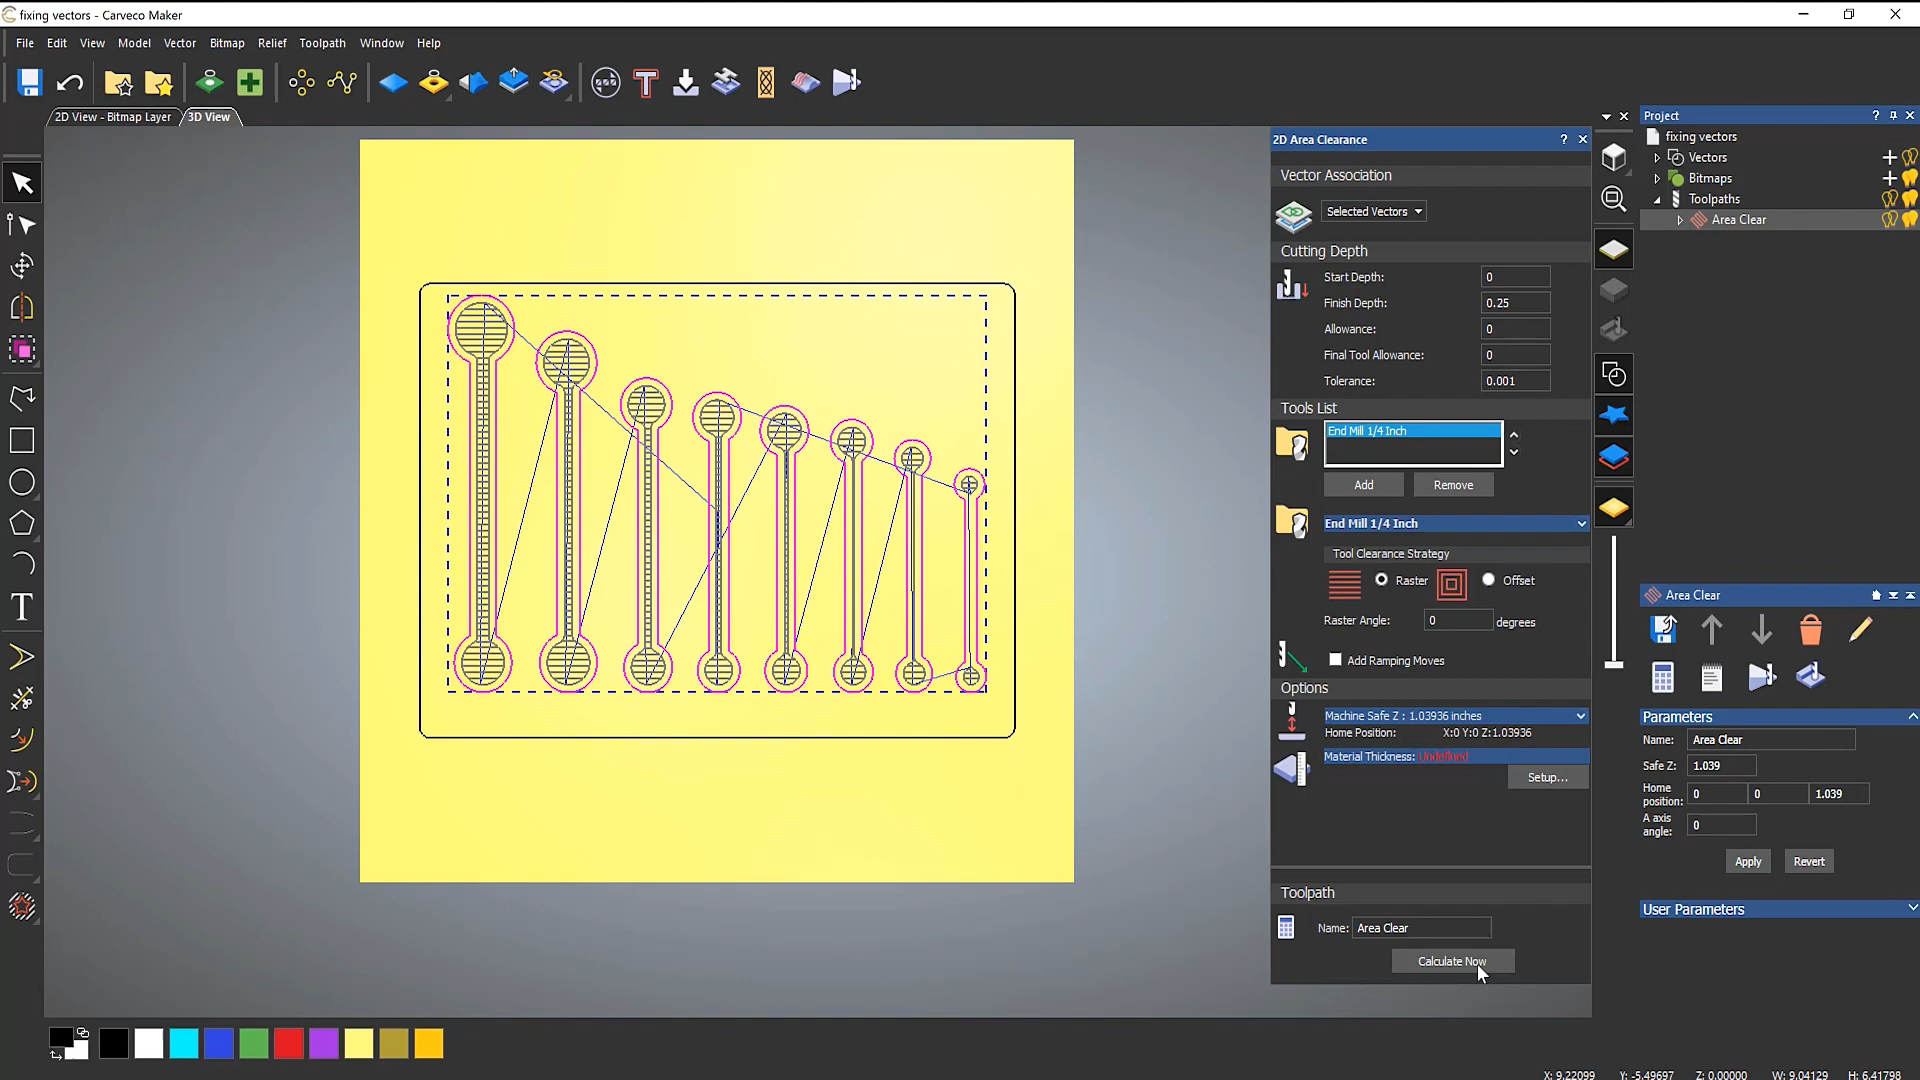 fixing vectors - Carveco Maker
File Edit View Model Vector Bitmap Relief Toolpath Window Help
2D View - Bitmap Layer 3D View
2D Area Clearance ?
Vector Association
Selected Vectors
Cutting Depth
Start Depth: 0
Finish Depth: 0.25
Allowance: 0
Final Tool Allowance: 0
Tolerance: 0.001
Tools List
End Mill 1/4 Inch
Add Remove
End Mill 1/4 Inch
Tool Clearance Strategy
Raster Offset
Raster Angle: 0 degrees
Add Ramping Moves
Options
Machine Safe Z : 1.03936 inches
Home Position: X:0 Y:0 Z:1.03936
Material Thickness: Undefined
Setup...
Toolpath
Name: Area Clear
Calculate Now
Project ?
fixing vectors
Vectors
Bitmaps
Toolpaths
Area Clear
Area Clear
Parameters
Name: Area Clear
Safe Z: 1.039
Home position: 0 0 1.039
A axis angle: 0
Apply Revert
User Parameters
X: 9.22099 Y: -5.49697 Z: 0.00000 W: 9.04129 H: 6.41798